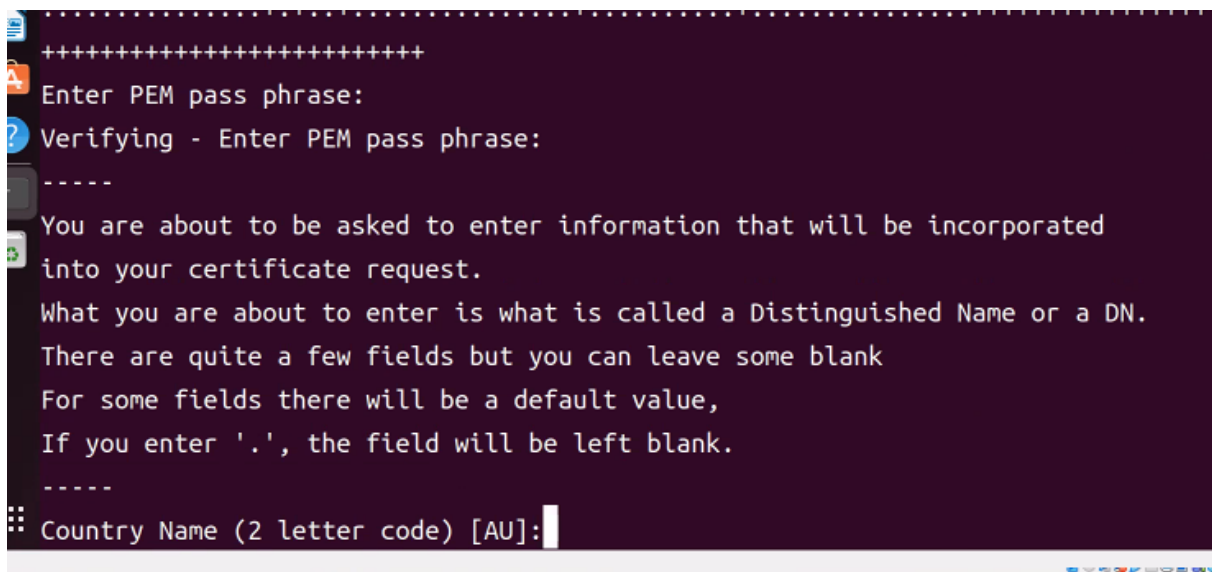 ++++++++++++++++++++++++++
Enter PEM pass phrase:
Verifying - Enter PEM pass phrase:
-----
You are about to be asked to enter information that will be incorporated
into your certificate request.
What you are about to enter is what is called a Distinguished Name or a DN.
There are quite a few fields but you can leave some blank
For some fields there will be a default value,
If you enter '.', the field will be left blank.
-----
Country Name (2 letter code) [AU]: